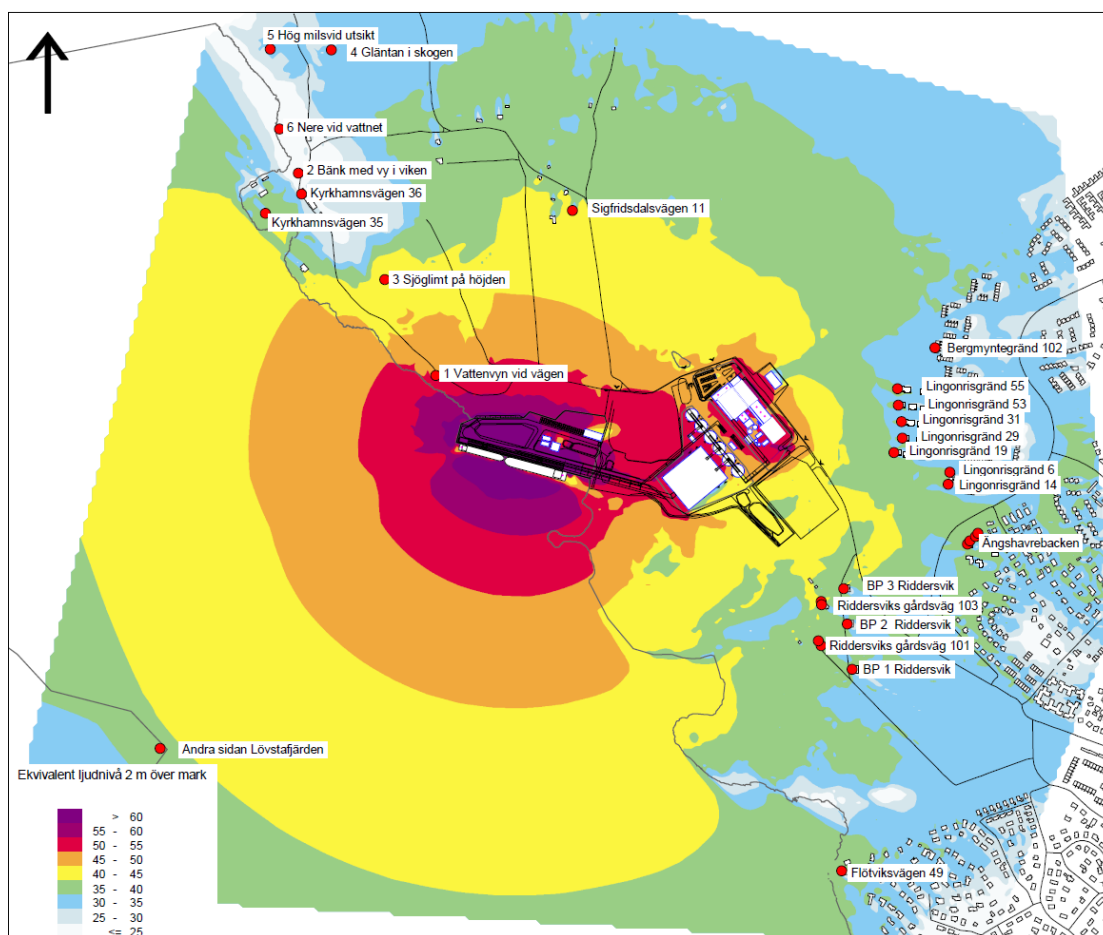 5 Hög milsvid utsikt
4 Gläntan i skogen
6 Nere vid vattnet
2 Bänk med vy i viken
Kyrkhamnsvägen 36
Kyrkhamnsvägen 35
Sigfridsdalsvägen 11
3 Sjöglimt på höjden
1 Vattenvyn vid vägen
Bergmyntegränd 102
Lingonrisgränd 55
Lingonrisgränd 53
Lingonrisgränd 31
Lingonrisgränd 29
Lingonrisgränd 19
Lingonrisgränd 6
Lingonrisgränd 14
Ängshavrebacken
BP 3 Riddersvik
Riddersviks gårdsväg 103
BP 2 Riddersvik
Riddersviks gårdsväg 101
BP 1 Riddersvik
Andra sidan Lövstafjärden
Flötviksvägen 49
Ekvivalent ljudnivå 2 m över mark
> 60
55 - 60
50 - 55
45 - 50
40 - 45
35 - 40
30 - 35
25 - 30
<= 25